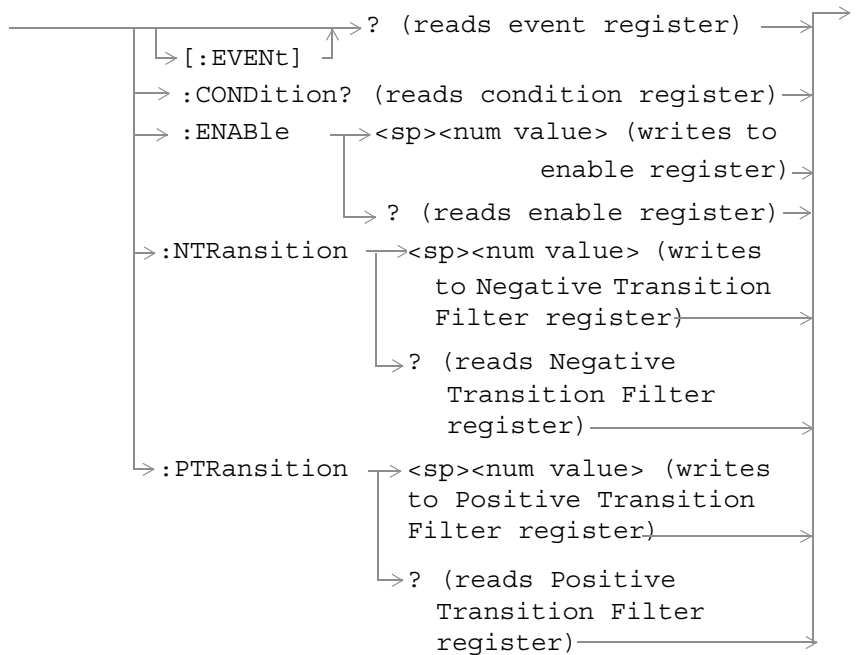 ? (reads event register)
[:EVENt]
:CONDition? (reads condition register)
:ENABle <sp><num value> (writes to
enable register)
? (reads enable register)
:NTRansition <sp><num value> (writes
to Negative Transition
Filter register)
? (reads Negative
Transition Filter
register)
:PTRansition <sp><num value> (writes
to Positive Transition
Filter register)
? (reads Positive
Transition Filter
register)